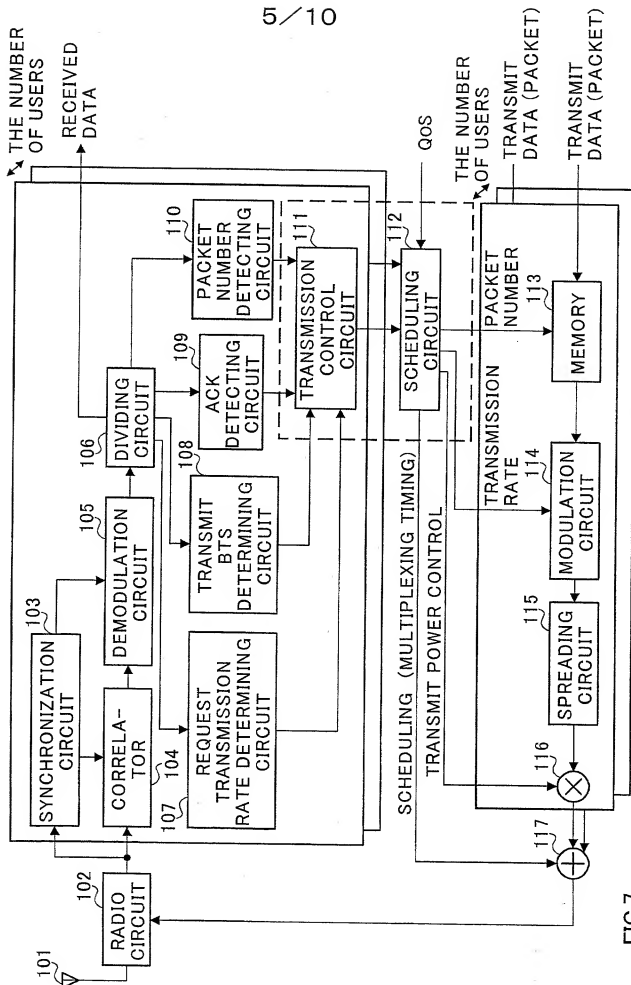 5/10
THE NUMBER
OF USERS
RECEIVED
DATA
103
SYNCHRONIZATION
CIRCUIT
105
DEMODULATION
CIRCUIT
106
DIVIDING
CIRCUIT
110
PACKET
NUMBER
DETECTING
CIRCUIT
101
102
RADIO
CIRCUIT
CORRELA-
TOR
104
109
ACK
DETECTING
CIRCUIT
108
TRANSMIT
BTS
DETERMINING
CIRCUIT
107
REQUEST
TRANSMISSION
RATE DETERMINING
CIRCUIT
111
TRANSMISSION
CONTROL
CIRCUIT
112
SCHEDULING
CIRCUIT
QoS
SCHEDULING (MULTIPLEXING TIMING)
TRANSMIT POWER CONTROL
THE NUMBER
OF USERS
TRANSMIT
DATA (PACKET)
TRANSMIT
DATA (PACKET)
PACKET
NUMBER
113
MEMORY
TRANSMISSION
RATE
114
MODULATION
CIRCUIT
115
SPREADING
CIRCUIT
116
117
FIG.7